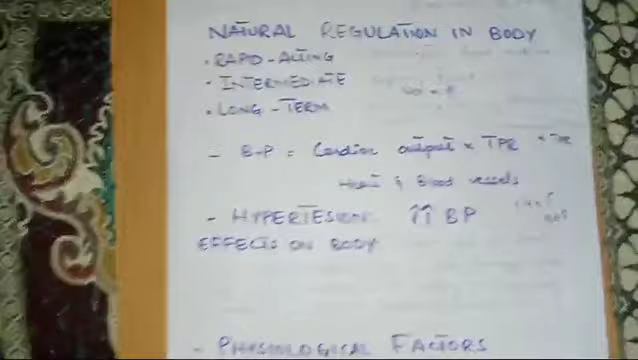 NATURAL REGULATION IN BODY
• RAPID-ACTING
• INTERMEDIATE
• LONG-TERM
- B-P = Cardiac output × TPR
Heart & Blood vessels
- HYPERTESION ↑↑ BP
EFFECTS ON BODY
- PHYSIOLOGICAL FACTORS